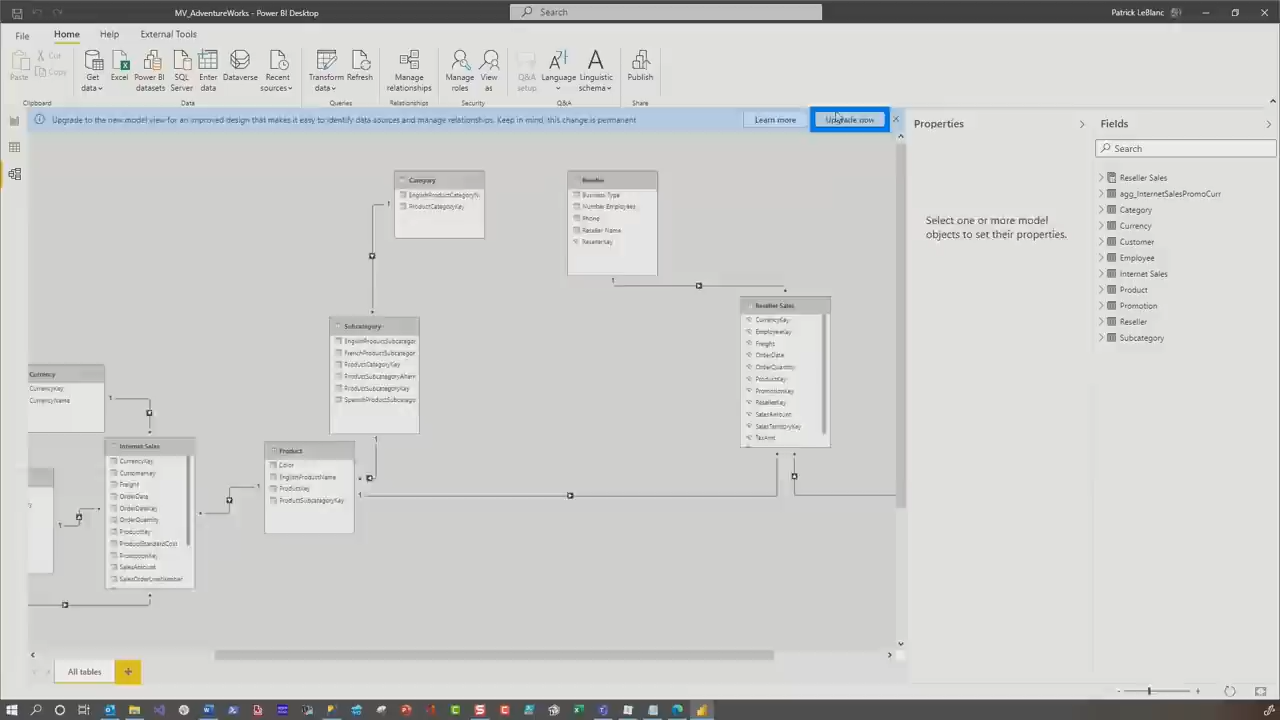 MV_AdventureWorks - Power BI Desktop
Search
Patrick LeBlanc
File
Home
Help
External Tools
Paste
Cut
Copy
Get data
Excel
Power BI datasets
SQL Server
Enter data
Dataverse
Recent sources
Transform data
Refresh
Manage relationships
Manage roles
View as
Q&A setup
Language
Linguistic schema
Publish
Clipboard
Data
Queries
Relationships
Security
Q&A
Share
Upgrade to the new model view for an improved design that makes it easy to identify data sources and manage relationships. Keep in mind, this change is permanent
Learn more
Upgrade now
Category
ProductCategoryKey
Reseller
Business Type
Number Employees
Phone
Reseller Name
ResellerKey
Subcategory
ProductCategoryKey
ProductSubcategoryKey
Reseller Sales
CurrencyKey
EmployeeKey
Freight
OrderDate
OrderQuantity
ProductKey
PromotionKey
ResellerKey
SalesAmount
SalesTerritoryKey
TaxAmt
Currency
CurrencyKey
CurrencyName
Internet Sales
CurrencyKey
CustomerKey
Freight
OrderDate
OrderDateKey
OrderQuantity
ProductKey
ProductStandardCost
PromotionKey
SalesAmount
SalesOrderLineNumber
Product
Color
EnglishProductName
ProductKey
ProductSubcategoryKey
Properties
Select one or more model
objects to set their properties.
Fields
Search
Reseller Sales
agg_InternetSalesPromoCurr
Category
Currency
Customer
Employee
Internet Sales
Product
Promotion
Reseller
Subcategory
All tables